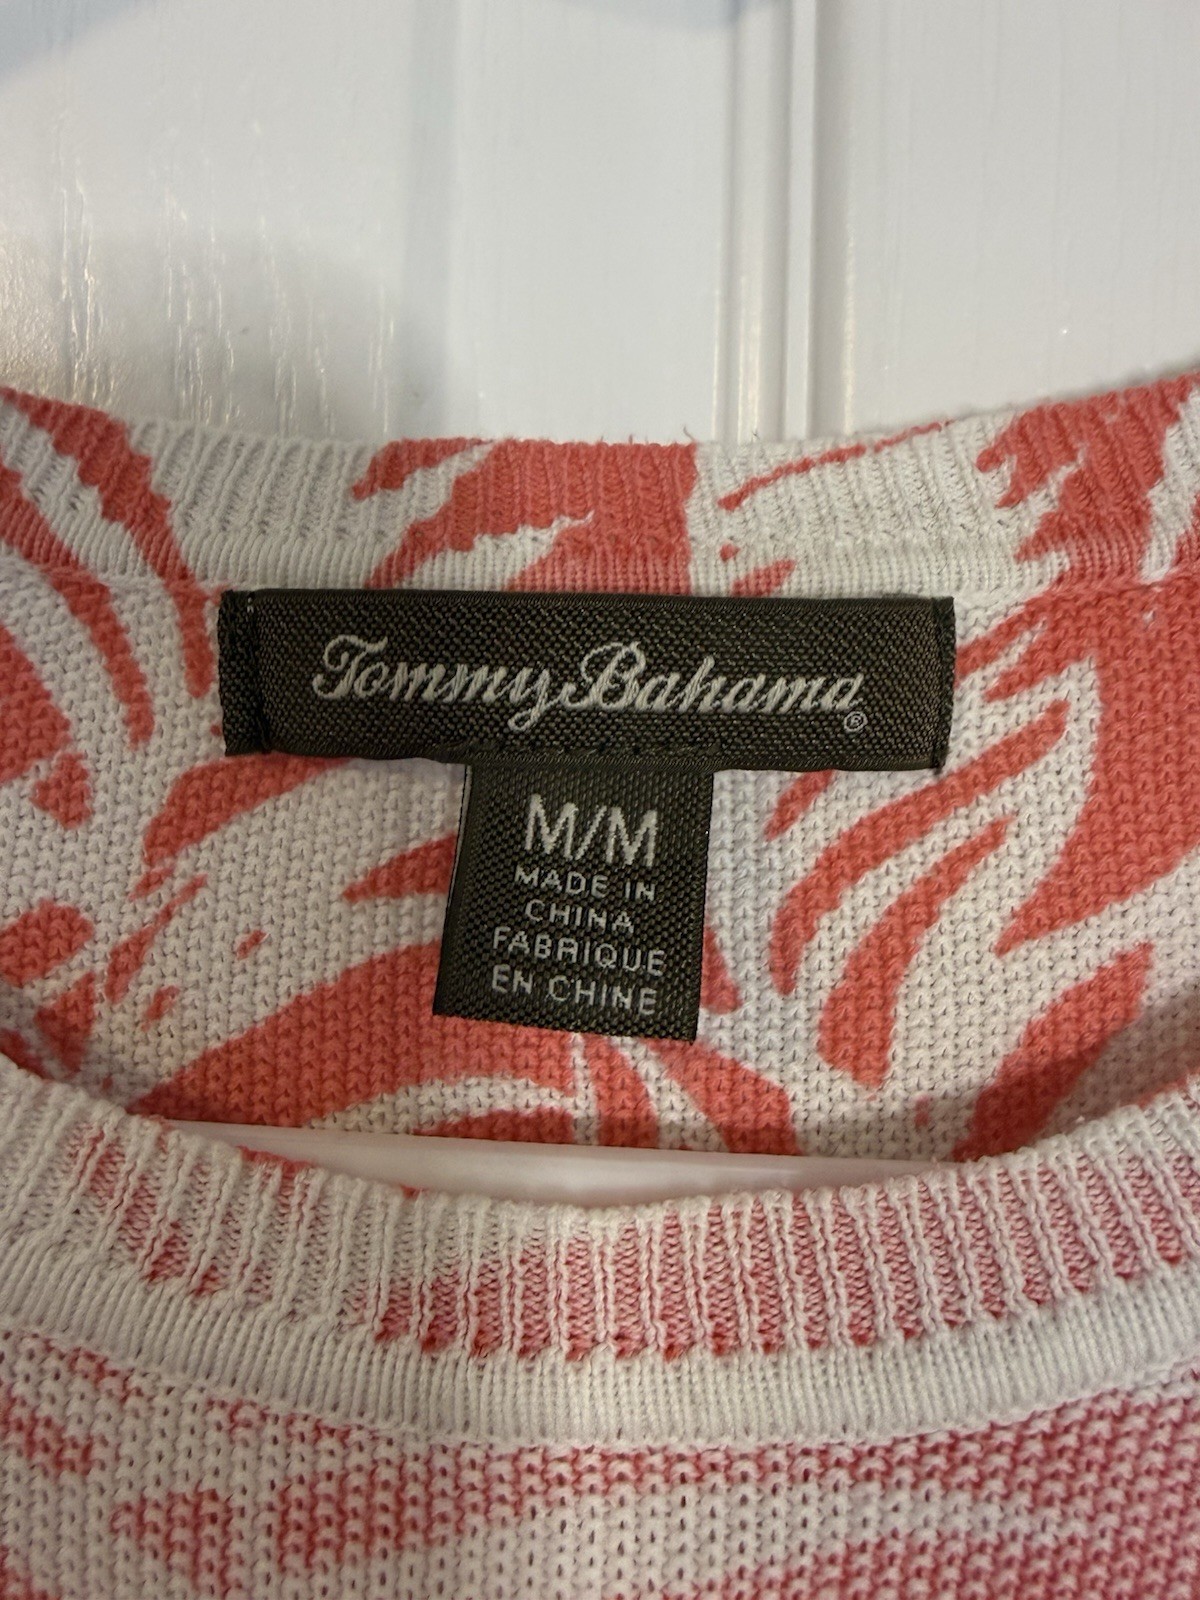 Tommy Bahama®
M/M
MADE IN
CHINA
FABRIQUE
EN CHINE